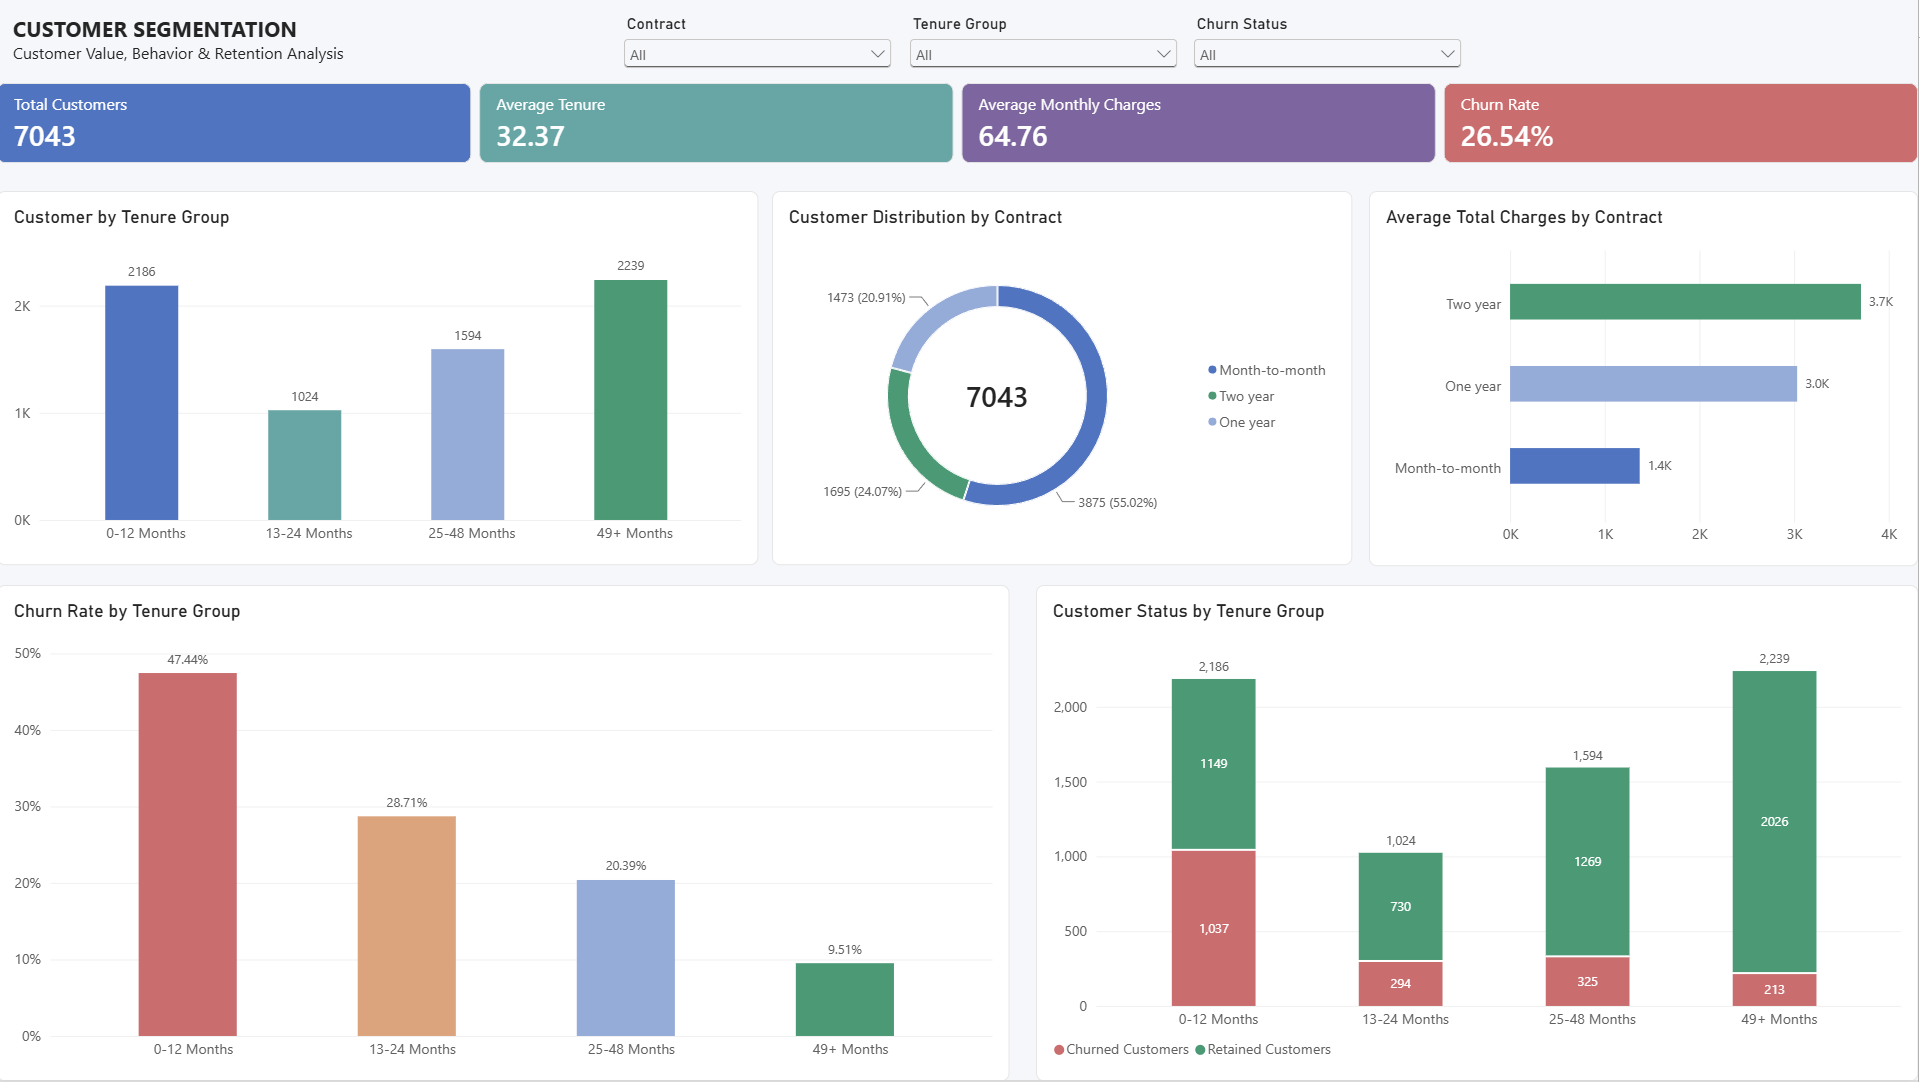 CUSTOMER SEGMENTATION
Customer Value, Behavior & Retention Analysis
Contract
All
Tenure Group
All
Churn Status
All
Total Customers
7043
Average Tenure
32.37
Average Monthly Charges
64.76
Churn Rate
26.54%
Customer by Tenure Group
2K
1K
0K
2186
1024
1594
2239
0-12 Months
13-24 Months
25-48 Months
49+ Months
Customer Distribution by Contract
1473 (20.91%)
1695 (24.07%)
3875 (55.02%)
7043
Month-to-month
Two year
One year
Average Total Charges by Contract
Two year
3.7K
One year
3.0K
Month-to-month
1.4K
0K
1K
2K
3K
4K
Churn Rate by Tenure Group
50%
40%
30%
20%
10%
0%
47.44%
28.71%
20.39%
9.51%
0-12 Months
13-24 Months
25-48 Months
49+ Months
Customer Status by Tenure Group
2,000
1,500
1,000
500
0
2,186
1149
1,037
1,024
730
294
1,594
1269
325
2,239
2026
213
0-12 Months
13-24 Months
25-48 Months
49+ Months
Churned Customers
Retained Customers